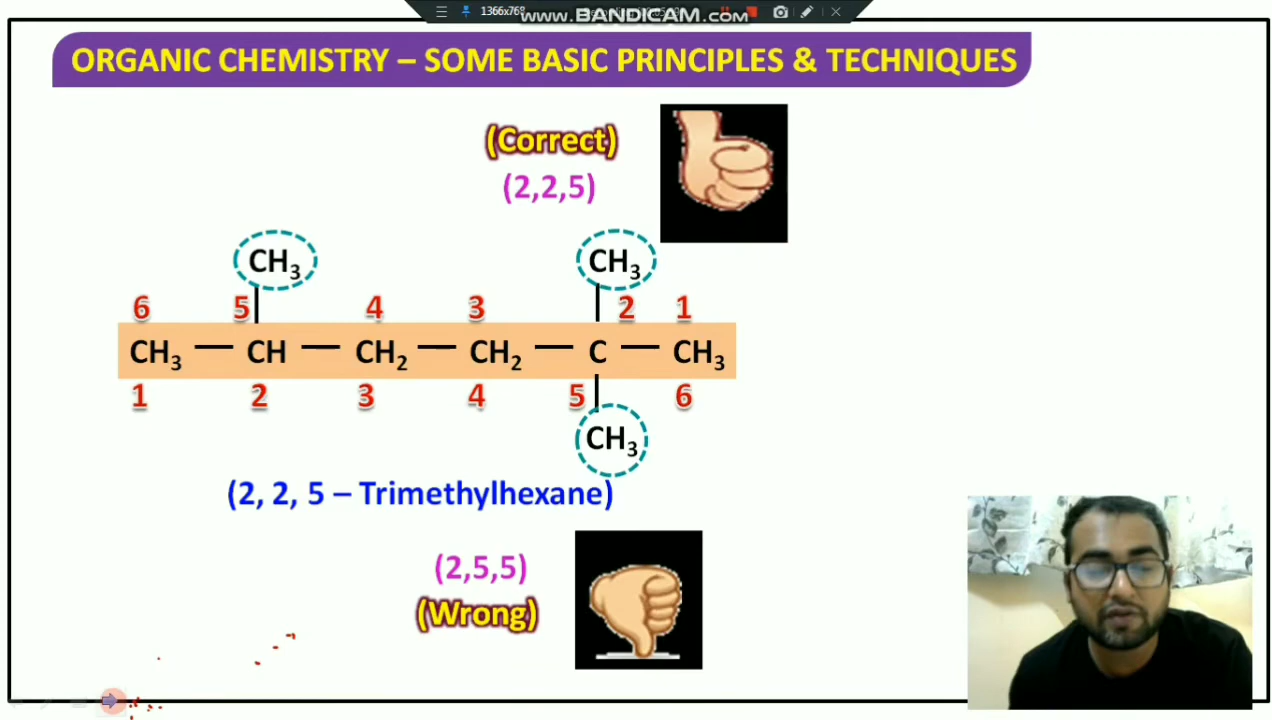 1366x768
www.BANDICAM.com
ORGANIC CHEMISTRY – SOME BASIC PRINCIPLES & TECHNIQUES
(Correct)
(2,2,5)
CH₃ CH₃
6 5 4 3 2 1
CH₃ — CH — CH₂ — CH₂ — C — CH₃
1 2 3 4 5 6
CH₃
(2, 2, 5 – Trimethylhexane)
(2,5,5)
(Wrong)